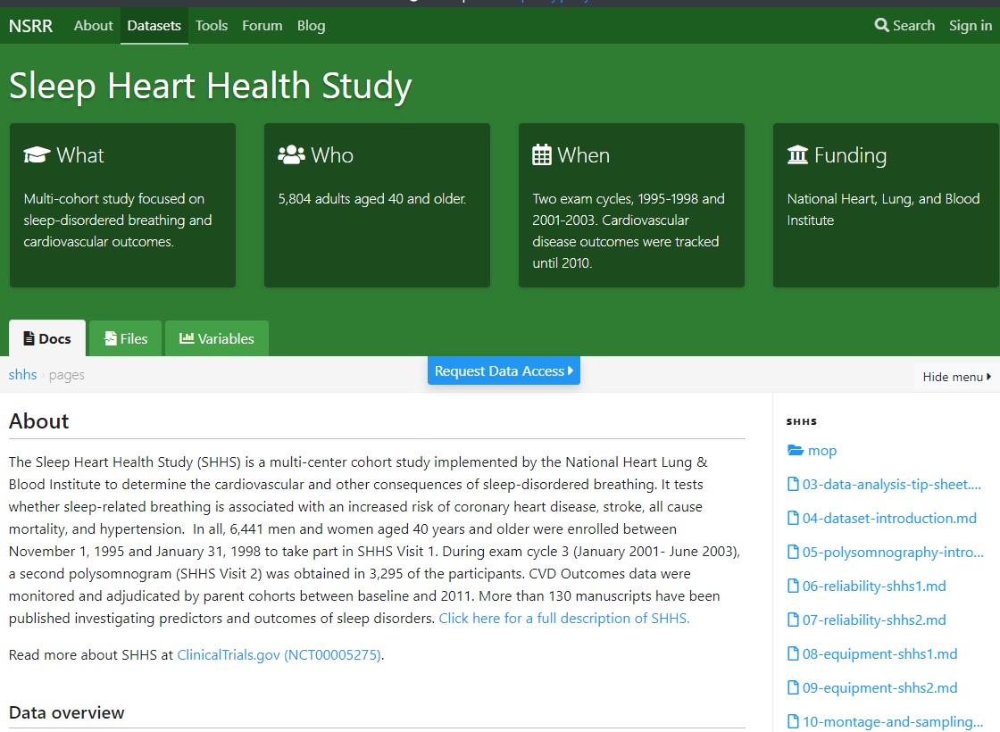 NSRR About Datasets Tools Forum Blog Search Sign in
Sleep Heart Health Study
What
Multi-cohort study focused on
sleep-disordered breathing and
cardiovascular outcomes.
Who
5,804 adults aged 40 and older.
When
Two exam cycles, 1995-1998 and
2001-2003. Cardiovascular
disease outcomes were tracked
until 2010.
Funding
National Heart, Lung, and Blood
Institute
Docs Files Variables
shhs › pages
Request Data Access
Hide menu
About
The Sleep Heart Health Study (SHHS) is a multi-center cohort study implemented by the National Heart Lung &
Blood Institute to determine the cardiovascular and other consequences of sleep-disordered breathing. It tests
whether sleep-related breathing is associated with an increased risk of coronary heart disease, stroke, all cause
mortality, and hypertension.  In all, 6,441 men and women aged 40 years and older were enrolled between
November 1, 1995 and January 31, 1998 to take part in SHHS Visit 1. During exam cycle 3 (January 2001- June 2003),
a second polysomnogram (SHHS Visit 2) was obtained in 3,295 of the participants. CVD Outcomes data were
monitored and adjudicated by parent cohorts between baseline and 2011. More than 130 manuscripts have been
published investigating predictors and outcomes of sleep disorders. Click here for a full description of SHHS.
Read more about SHHS at ClinicalTrials.gov (NCT00005275).
Data overview
SHHS
mop
03-data-analysis-tip-sheet....
04-dataset-introduction.md
05-polysomnography-intro...
06-reliability-shhs1.md
07-reliability-shhs2.md
08-equipment-shhs1.md
09-equipment-shhs2.md
10-montage-and-sampling...